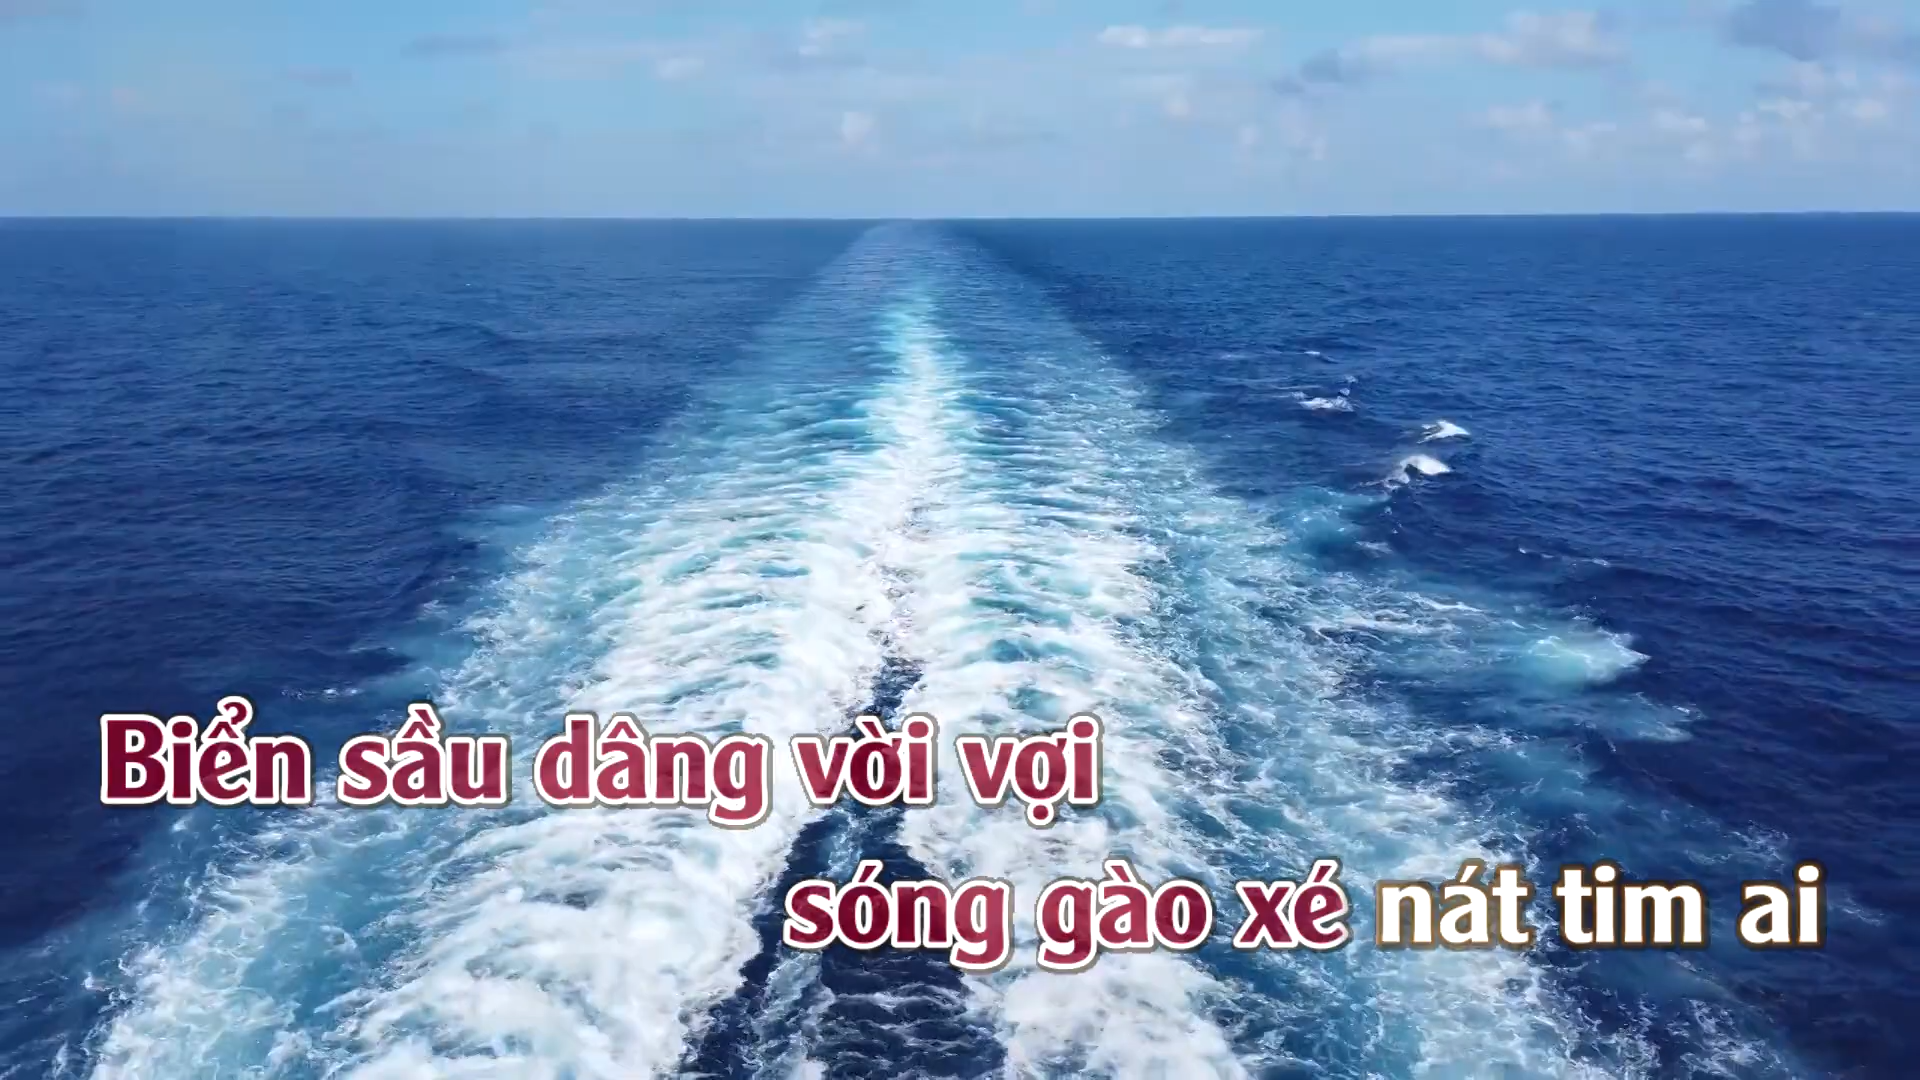 Biển sầu dâng vời vợi
sóng gào xé nát tim ai